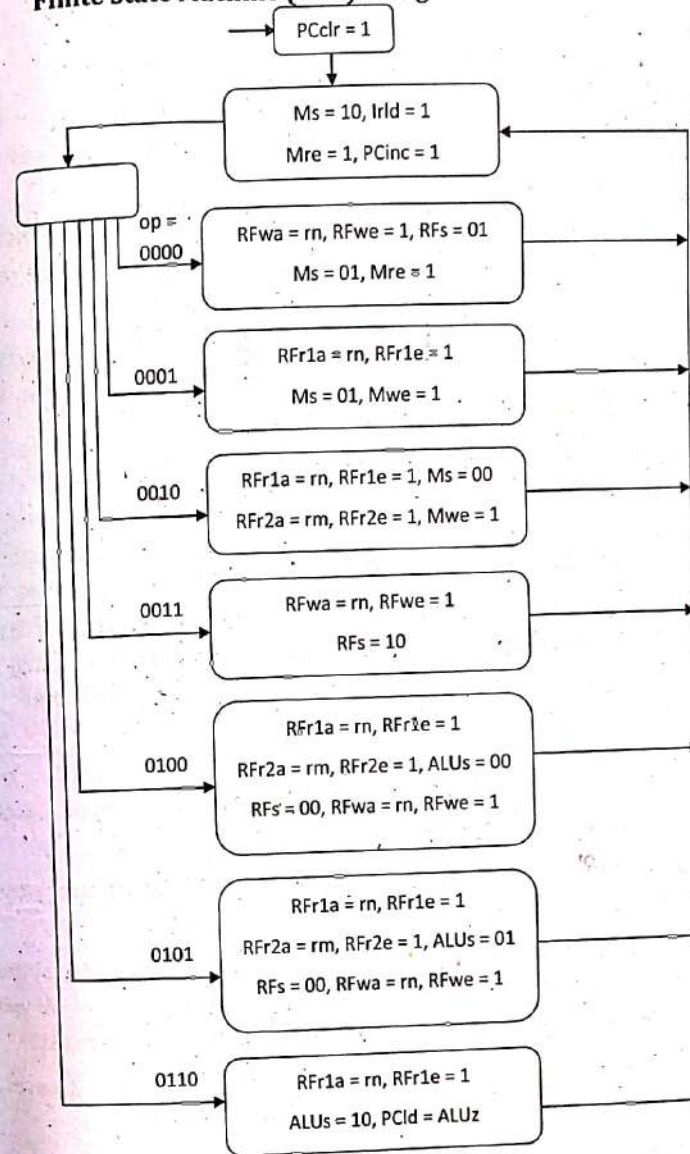 PCclr = 1
Ms = 10, Irld = 1
Mre = 1, PCinc = 1
op =
0000
RFwa = rn, RFwe = 1, RFs = 01
Ms = 01, Mre = 1
0001
RFr1a = rn, RFr1e = 1
Ms = 01, Mwe = 1
0010
RFr1a = rn, RFr1e = 1, Ms = 00
RFr2a = rm, RFr2e = 1, Mwe = 1
0011
RFwa = rn, RFwe = 1
RFs = 10
0100
RFr1a = rn, RFr1e = 1
RFr2a = rm, RFr2e = 1, ALUs = 00
RFs = 00, RFwa = rn, RFwe = 1
0101
RFr1a = rn, RFr1e = 1
RFr2a = rm, RFr2e = 1, ALUs = 01
RFs = 00, RFwa = rn, RFwe = 1
0110
RFr1a = rn, RFr1e = 1
ALUs = 10, PCld = ALUz